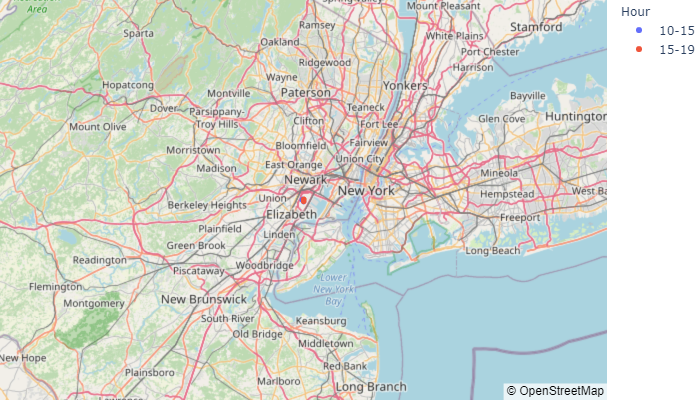 Mount Pleasant
Ramsey
Stamford
Sparta
White Plains
Oakland
Port Chester
Ridgewood
Harrison
Hopatcong
Wayne
Yonkers
Montville
Paterson
Bayville
Dover
Parsippany-
Teaneck
Troy Hills
Clifton
Fort Lee
Glen Cove
Huntington
Mount Olive
Bloomfield
Fairview
Morristown
East Orange
Union City
Madison
Newark
Mineola
New York
Hempstead
West Ba
Berkeley Heights
Union
Elizabeth
Freeport
Plainfield
Linden
Green Brook
Long Beach
Readington
Piscataway
Woodbridge
Flemington
Lower
New York
Bay
Montgomery
New Brunswick
South River
Keansburg
Old Bridge
Middletown
New Hope
Red Bank
Plainsboro
Marlboro
Long Branch
© OpenStreetMap
Hour
10-15
15-19